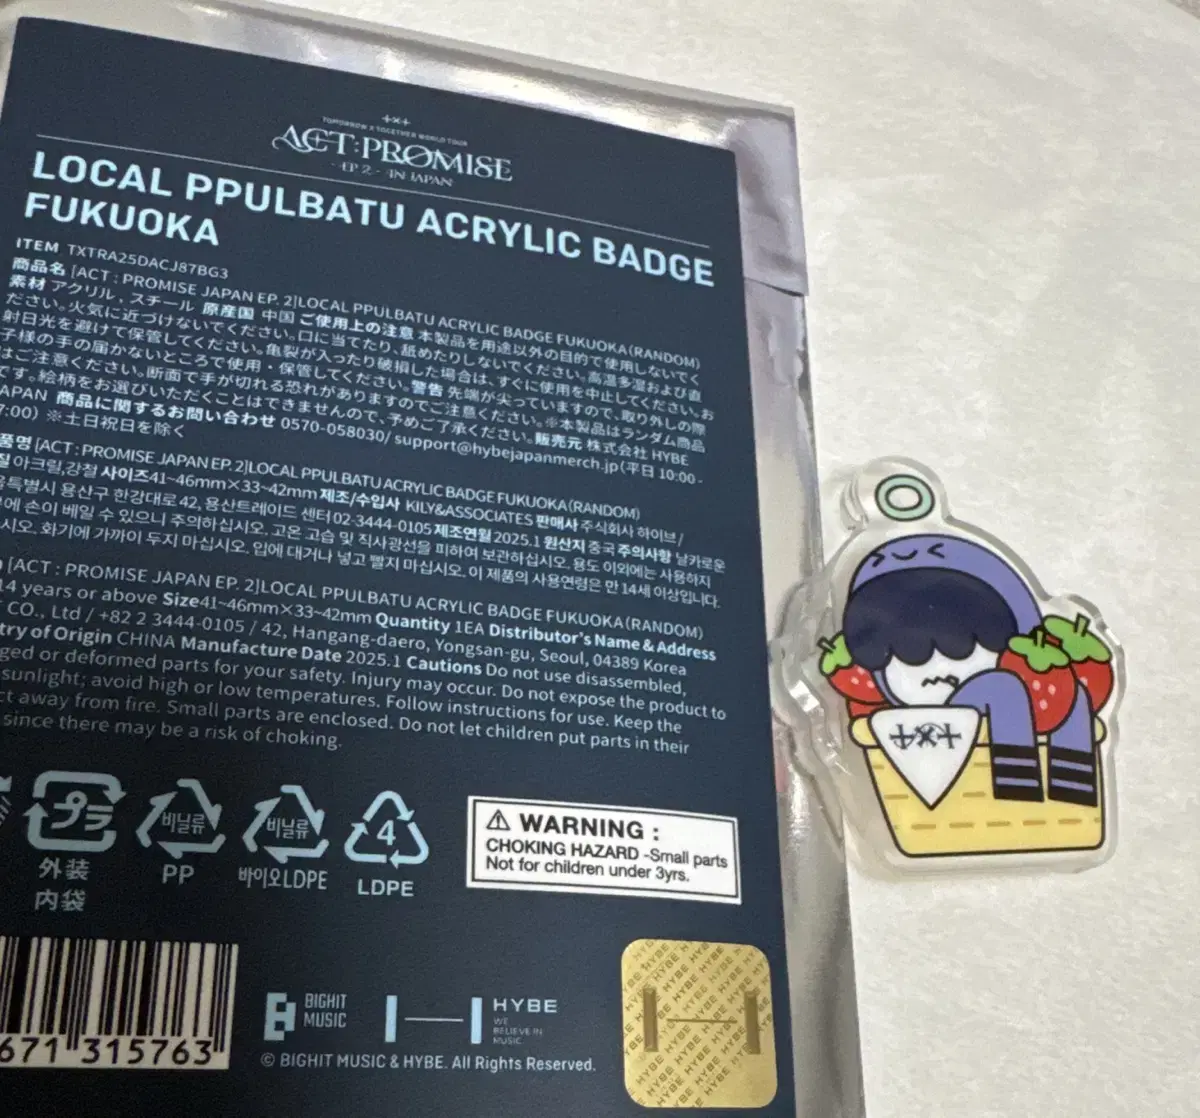 TOMORROW X TOGETHER WORLD TOUR
ACT:PROMISE
- EP 2. - IN JAPAN
LOCAL PPULBATU ACRYLIC BADGE
FUKUOKA
ITEM TXTRA25DACJ87BG3
商品名 [ACT : PROMISE JAPAN EP. 2]LOCAL PPULBATU ACRYLIC BADGE FUKUOKA(RANDOM)
素材 アクリル , スチール 原産国 中国 ご使用上の注意 本製品を用途以外の目的で使用しないでく
ださい。火気に近づけないでください。口に当てたり、舐めたりしないでください。高温多湿および直
射日光を避けて保管してください。亀裂が入ったり破損した場合は、すぐに使用を中止してください。お
子様の手の届かないところで使用・保管してください。警告 先端が尖っていますので、取り外しの際
はご注意ください。断面で手が切れる恐れがありますのでご注意ください。※本製品はランダム商品
です。絵柄をお選びいただくことはできませんので、予めご了承ください。販売元 株式会社 HYBE
JAPAN 商品に関するお問い合わせ 0570-058030/ support@hybejapanmerch.jp(平日 10:00 -
7:00) ※土日祝日を除く
품명 [ACT : PROMISE JAPAN EP. 2]LOCAL PPULBATU ACRYLIC BADGE FUKUOKA(RANDOM)
질 아크릴,강철 사이즈41~46mm×33~42mm 제조/수입사 KILY&ASSOCIATES 판매사 주식회사 하이브/
울특별시 용산구 한강대로 42, 용산트레이드 센터 02-3444-0105 제조연월 2025.1 원산지 중국 주의사항 날카로운
에 손이 베일 수 있으니 주의하십시오. 고온 고습 및 직사광선을 피하여 보관하십시오. 용도 이외에는 사용하지
시오. 화기에 가까이 두지 마십시오. 입에 대거나 넣고 빨지 마십시오. 이 제품의 사용연령은 만 14세 이상입니다.
[ACT : PROMISE JAPAN EP. 2]LOCAL PPULBATU ACRYLIC BADGE FUKUOKA(RANDOM)
14 years or above Size41~46mm×33~42mm Quantity 1EA Distributor's Name & Address
CO., Ltd / +82 2 3444-0105 / 42, Hangang-daero, Yongsan-gu, Seoul, 04389 Korea
try of Origin CHINA Manufacture Date 2025.1 Cautions Do not use disassembled,
ged or deformed parts for your safety. Injury may occur. Do not expose the product to
sunlight; avoid high or low temperatures. Follow instructions for use. Keep the
ct away from fire. Small parts are enclosed. Do not let children put parts in their
since there may be a risk of choking.
プラ
外装
内袋
비닐류
PP
비닐류
바이오LDPE
4
LDPE
WARNING :
CHOKING HAZARD -Small parts
Not for children under 3yrs.
671 315763
BIGHIT
MUSIC
HYBE
WE
BELIEVE IN
MUSIC
© BIGHIT MUSIC & HYBE. All Rights Reserved.
HYBE HYBE HYBE